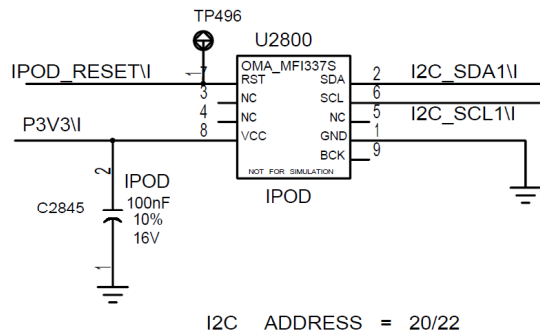 TP496
1
U2800
IPOD_RESET\I
7
RST
OMA_MFI337S
SDA
2
I2C_SDA1\I
3
NC
SCL
6
I2C_SCL1\I
4
NC
NC
5
P3V3\I
8
VCC
GND
1
BCK
9
NOT FOR SIMULATION
IPOD
2
IPOD
C2845
100nF
10%
16V
1
I2C ADDRESS = 20/22